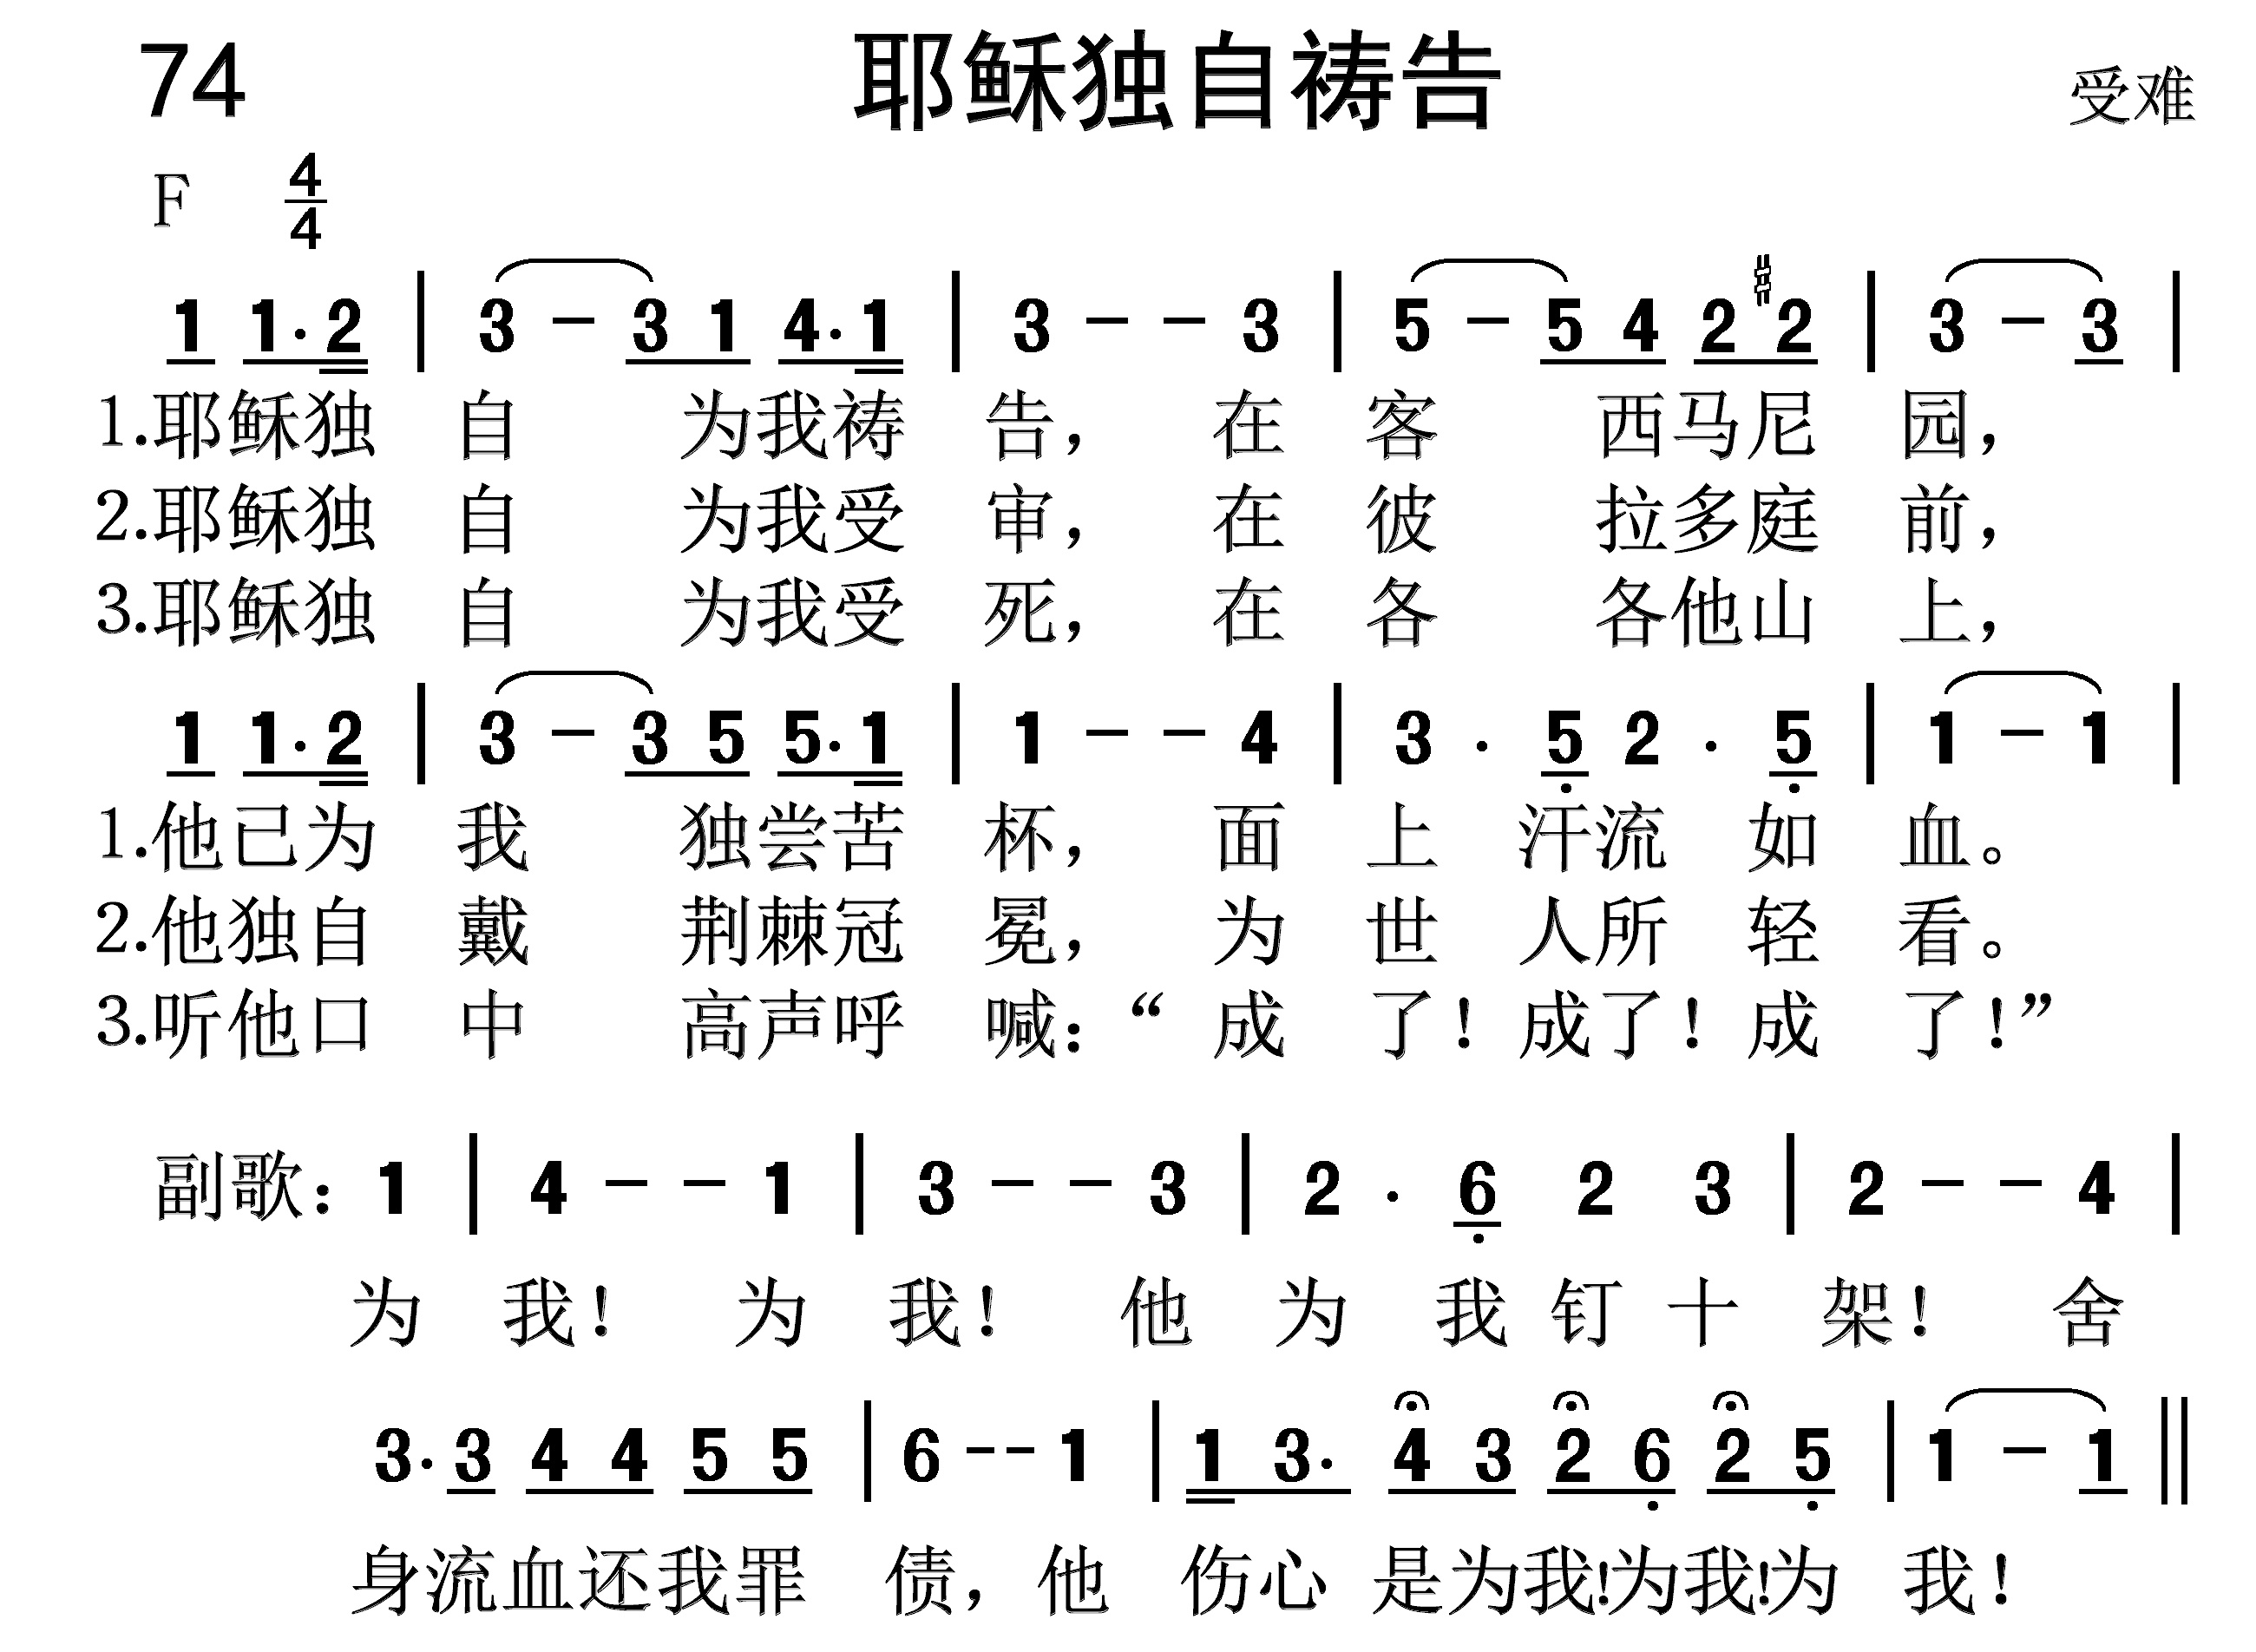 74 耶稣独自祷告 受难
F 4/4
1 1·2 | 3 － 3 1 4·1 | 3 － － 3 | 5 － 5 4 2 ♯2 | 3 － 3 |
1.耶稣独 自 为我祷 告， 在 客 西马尼 园，
2.耶稣独 自 为我受 审， 在 彼 拉多庭 前，
3.耶稣独 自 为我受 死， 在 各 各他山 上，
1 1·2 | 3 － 3 5 5·1 | 1 － － 4 | 3 · 5 2 · 5 | 1 － 1 |
1.他已为 我 独尝苦 杯， 面 上 汗流 如 血。
2.他独自 戴 荆棘冠 冕， 为 世 人所 轻 看。
3.听他口 中 高声呼 喊：“ 成 了！成了！成 了！”
副歌：1 | 4 － － 1 | 3 － － 3 | 2 · 6 2 3 | 2 － － 4 |
为 我！ 为 我！ 他 为 我 钉 十 架！ 舍
3·3 4 4 5 5 | 6 －－ 1 | 1 3· 4 3 2 6 2 5 | 1 － 1 ‖
身流血还我罪 债，他 伤心 是为我!为我!为 我！